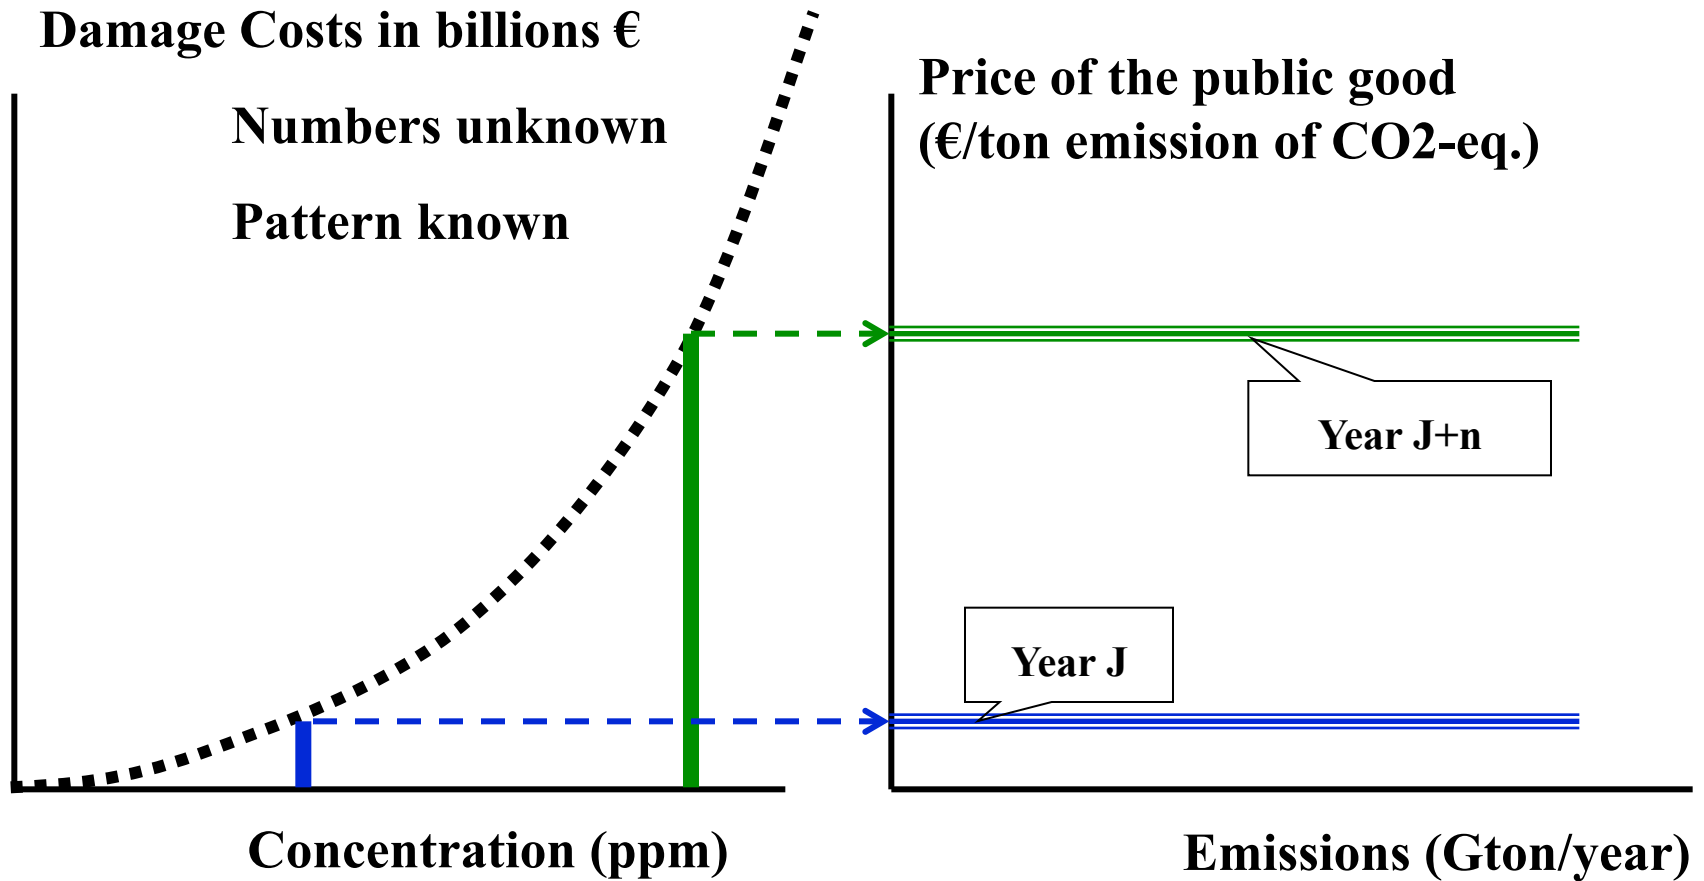 Damage Costs in billions €
Numbers unknown
Pattern known
Concentration (ppm)
Price of the public good
(€/ton emission of CO2-eq.)
Year J+n
Year J
Emissions (Gton/year)